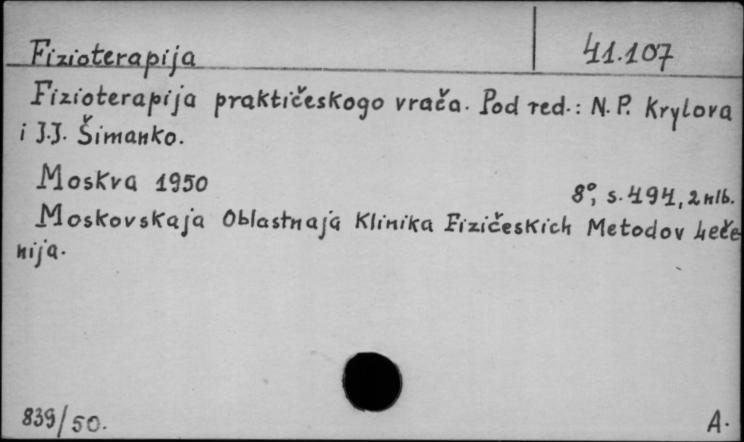 Fizioterapija 41.107
Fizioterapija praktičeskogo vrača. Pod red.: N. P. Krylova
i I.I. Šimanko.
Moskva 1950
8°, s. 494, 2 nlb.
Moskovskaja Oblastnaja Klinika Fizičeskich Metodov Leče
nija.
839/50. A.